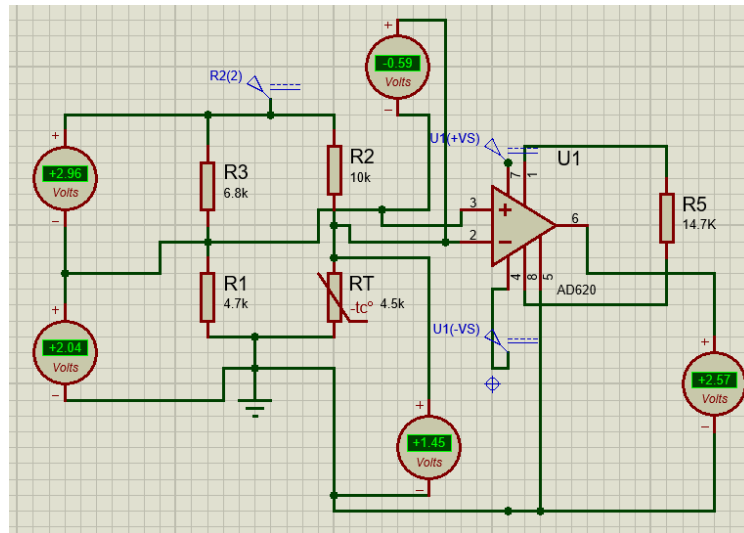 +
-0.59
Volts
−
R2(2)
U1(+VS)
U1
+
+2.96
Volts
−
R3
6.8k
R2
10k
7
1
3
+
2
−
6
R5
14.7K
4
8
5
AD620
R1
4.7k
RT
-tc°
4.5k
+
+2.04
Volts
−
U1(-VS)
+
+2.57
Volts
−
+
+1.45
Volts
−